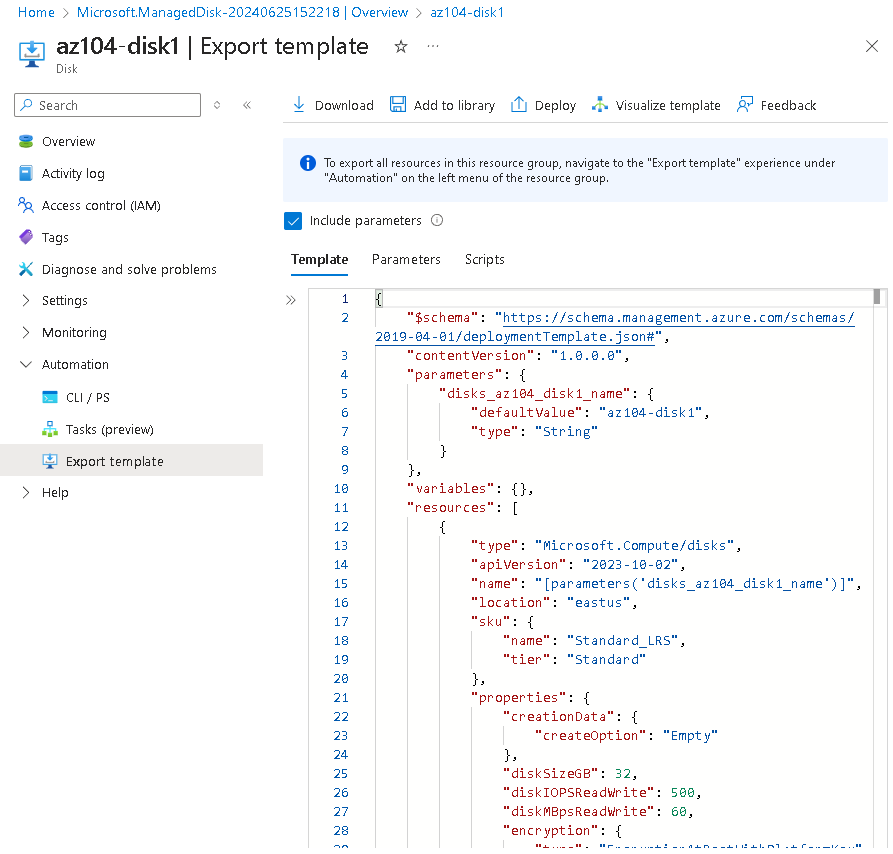 Home > Microsoft.ManagedDisk-20240625152218 | Overview > az104-disk1
az104-disk1 | Export template ☆ ...
Disk
Search
Download Add to library Deploy Visualize template Feedback
Overview
Activity log
Access control (IAM)
Tags
Diagnose and solve problems
Settings
Monitoring
Automation
CLI / PS
Tasks (preview)
Export template
Help
To export all resources in this resource group, navigate to the "Export template" experience under
"Automation" on the left menu of the resource group.
Include parameters
Template Parameters Scripts
1 {
2 "$schema": "https://schema.management.azure.com/schemas/
2019-04-01/deploymentTemplate.json#",
3 "contentVersion": "1.0.0.0",
4 "parameters": {
5 "disks_az104_disk1_name": {
6 "defaultValue": "az104-disk1",
7 "type": "String"
8 }
9 },
10 "variables": {},
11 "resources": [
12 {
13 "type": "Microsoft.Compute/disks",
14 "apiVersion": "2023-10-02",
15 "name": "[parameters('disks_az104_disk1_name')]",
16 "location": "eastus",
17 "sku": {
18 "name": "Standard_LRS",
19 "tier": "Standard"
20 },
21 "properties": {
22 "creationData": {
23 "createOption": "Empty"
24 },
25 "diskSizeGB": 32,
26 "diskIOPSReadWrite": 500,
27 "diskMBpsReadWrite": 60,
28 "encryption": {